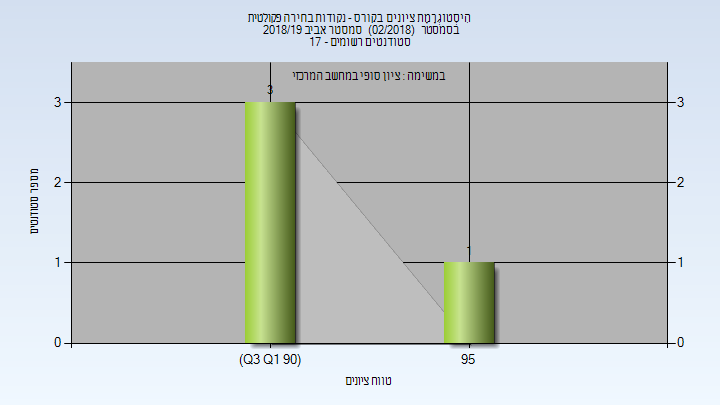 היסטוגרמת ציונים בקורס - נקודות בחירה פקולטית
בסמסטר (02/2018) סמסטר אביב 2018/19
סטודנטים רשומים - 17
במשימה : ציון סופי במחשב המרכזי
3
1
3
2
1
0
3
2
1
0
מספר סטודנטים
(Q3 Q1 90)
95
טווח ציונים